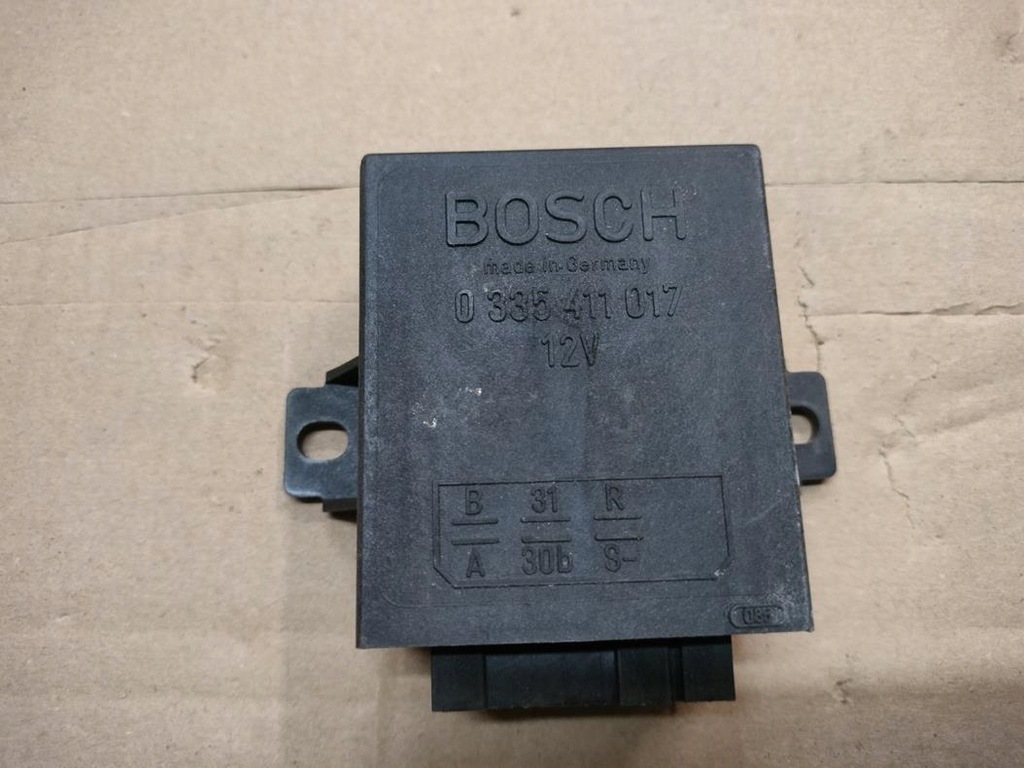 BOSCH
made in Germany
0 335 411 017
12V
B 31 R
A 30b S-